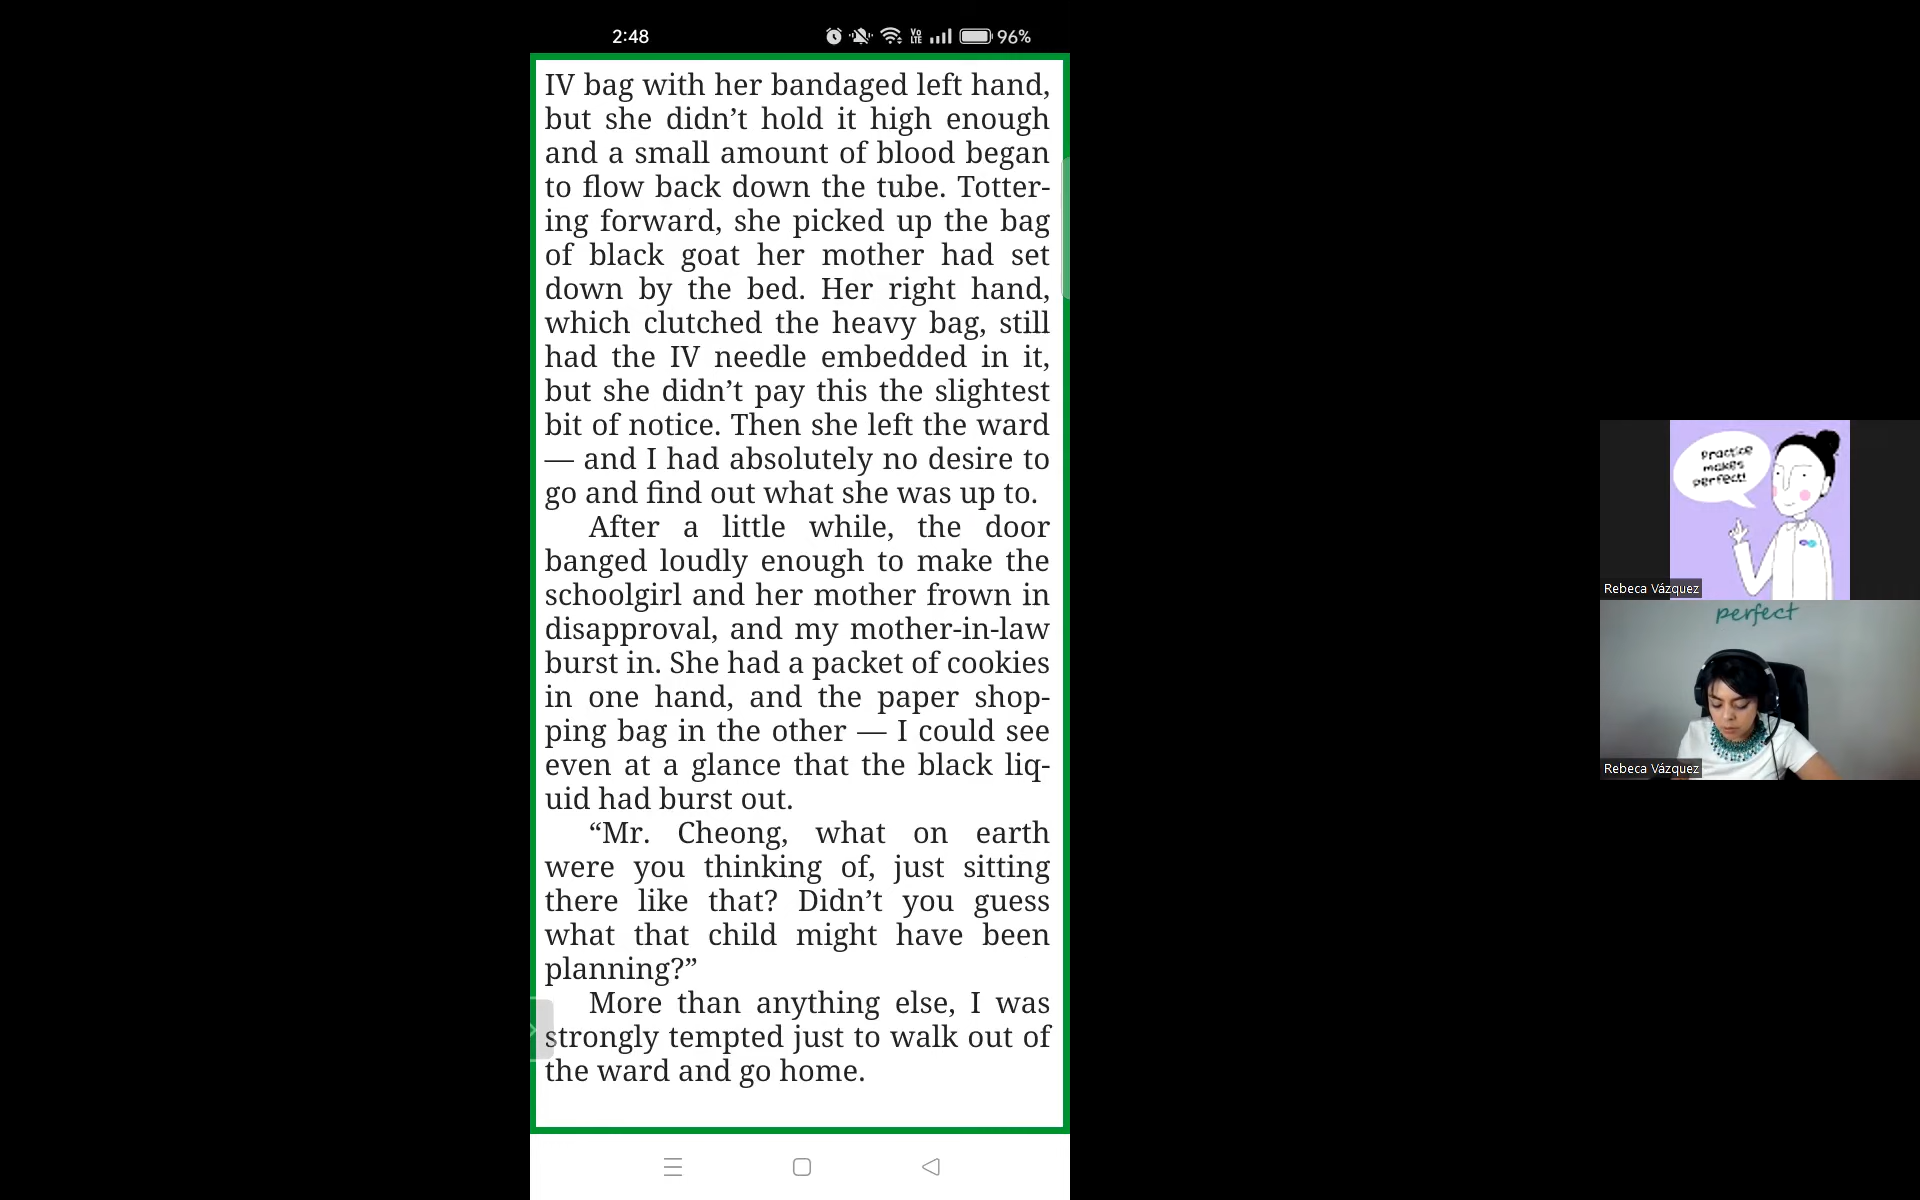 2:48
Vo
LTE
96%
IV bag with her bandaged left hand,
but she didn’t hold it high enough
and a small amount of blood began
to flow back down the tube. Totter-
ing forward, she picked up the bag
of black goat her mother had set
down by the bed. Her right hand,
which clutched the heavy bag, still
had the IV needle embedded in it,
but she didn’t pay this the slightest
bit of notice. Then she left the ward
— and I had absolutely no desire to
go and find out what she was up to.
After a little while, the door
banged loudly enough to make the
schoolgirl and her mother frown in
disapproval, and my mother-in-law
burst in. She had a packet of cookies
in one hand, and the paper shop-
ping bag in the other — I could see
even at a glance that the black liq-
uid had burst out.
“Mr. Cheong, what on earth
were you thinking of, just sitting
there like that? Didn’t you guess
what that child might have been
planning?”
More than anything else, I was
strongly tempted just to walk out of
the ward and go home.
Practice
makes
perfect!
Rebeca Vázquez
perfect
Rebeca Vázquez